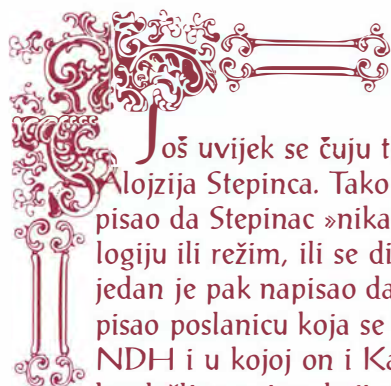 Još uvijek se čuju t
Alojzija Stepinca. Tako
pisao da Stepinac »nika
logiju ili režim, ili se di
jedan je pak napisao da
pisao poslanicu koja se
NDH i u kojoj on i Ka